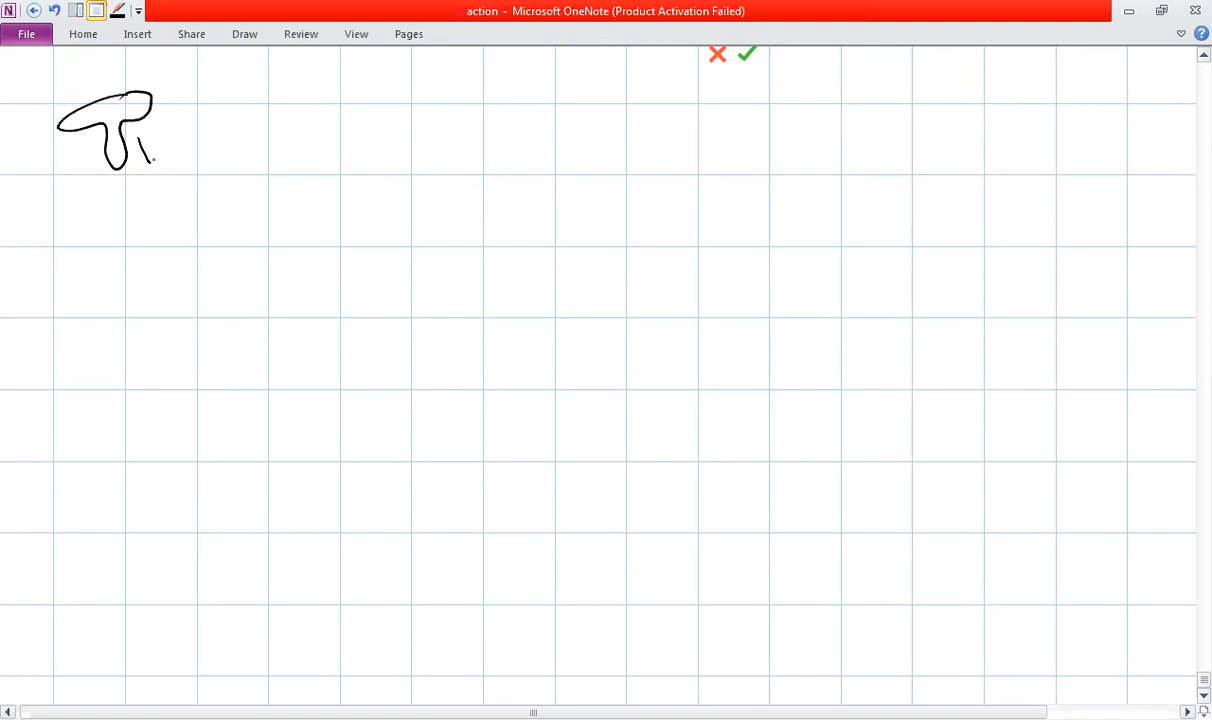 action - Microsoft OneNote (Product Activation Failed)
File Home Insert Share Draw Review View Pages
T